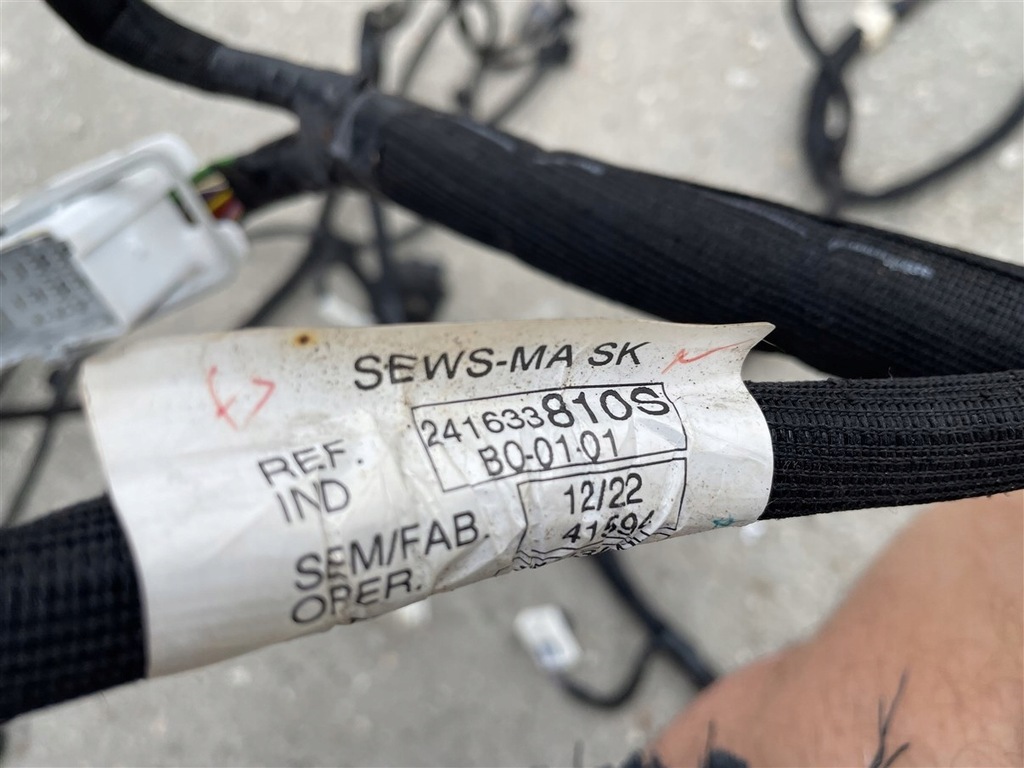 SEWS-MA SK
REF. 241633810S
IND B0-01-01
SEM/FAB. 12/22
OPER.